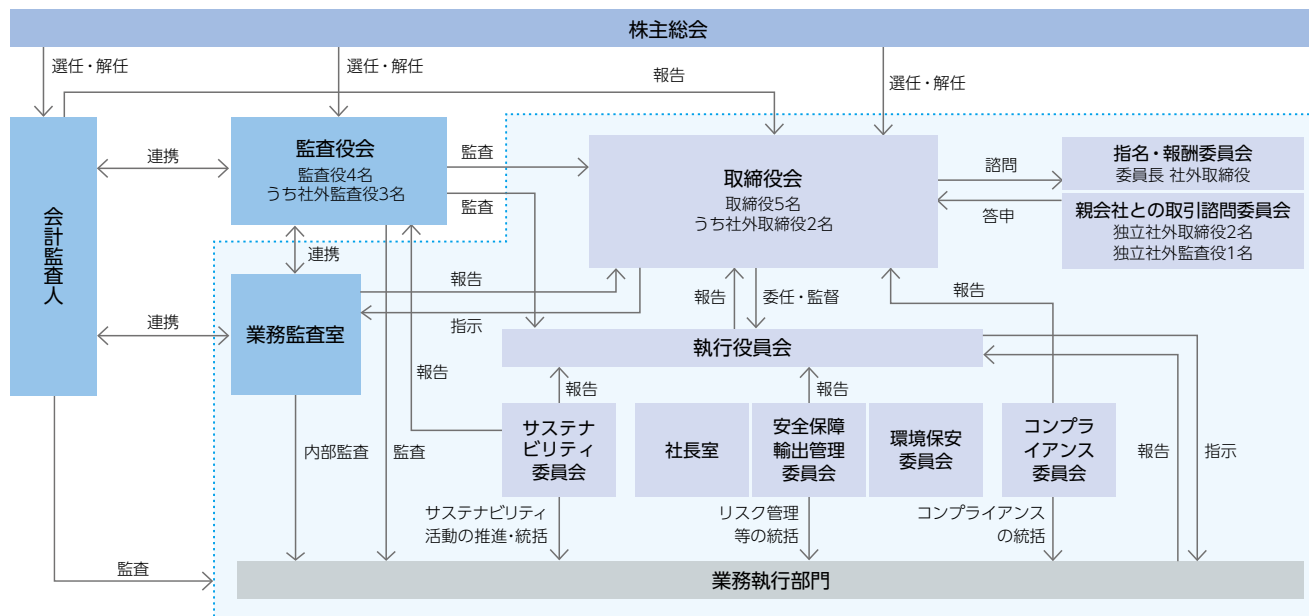 株主総会
選任・解任
選任・解任
報告
選任・解任
会計監査人
連携
監査役会
監査役4名
うち社外監査役3名
監査
監査
取締役会
取締役5名
うち社外取締役2名
諮問
答申
指名・報酬委員会
委員長 社外取締役
親会社との取引諮問委員会
独立社外取締役2名
独立社外監査役1名
連携
連携
業務監査室
報告
指示
報告
委任・監督
報告
執行役員会
報告
報告
報告
サステナ
ビリティ
委員会
社長室
安全保障
輸出管理
委員会
環境保安
委員会
コンプラ
イアンス
委員会
内部監査
監査
報告
指示
サステナビリティ
活動の推進・統括
リスク管理
等の統括
コンプライアンス
の統括
監査
業務執行部門